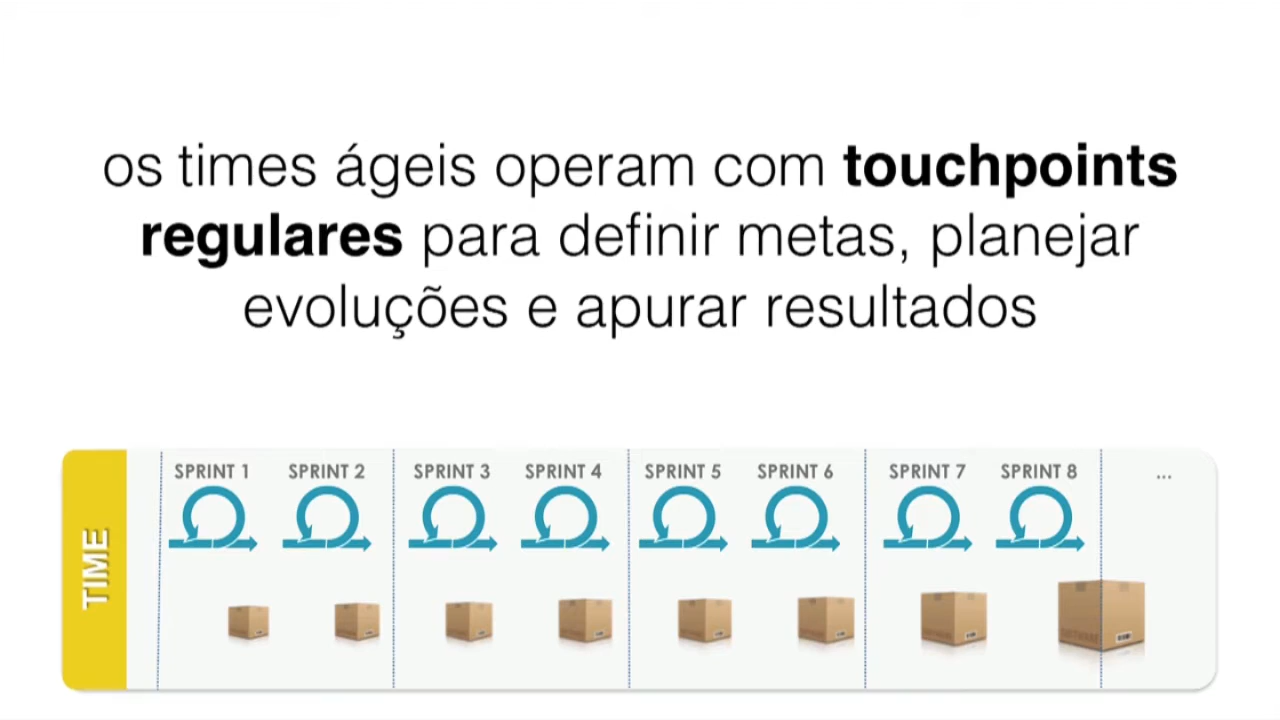 os times ágeis operam com touchpoints
regulares para definir metas, planejar
evoluções e apurar resultados
TIME
SPRINT 1 SPRINT 2 SPRINT 3 SPRINT 4 SPRINT 5 SPRINT 6 SPRINT 7 SPRINT 8 ...